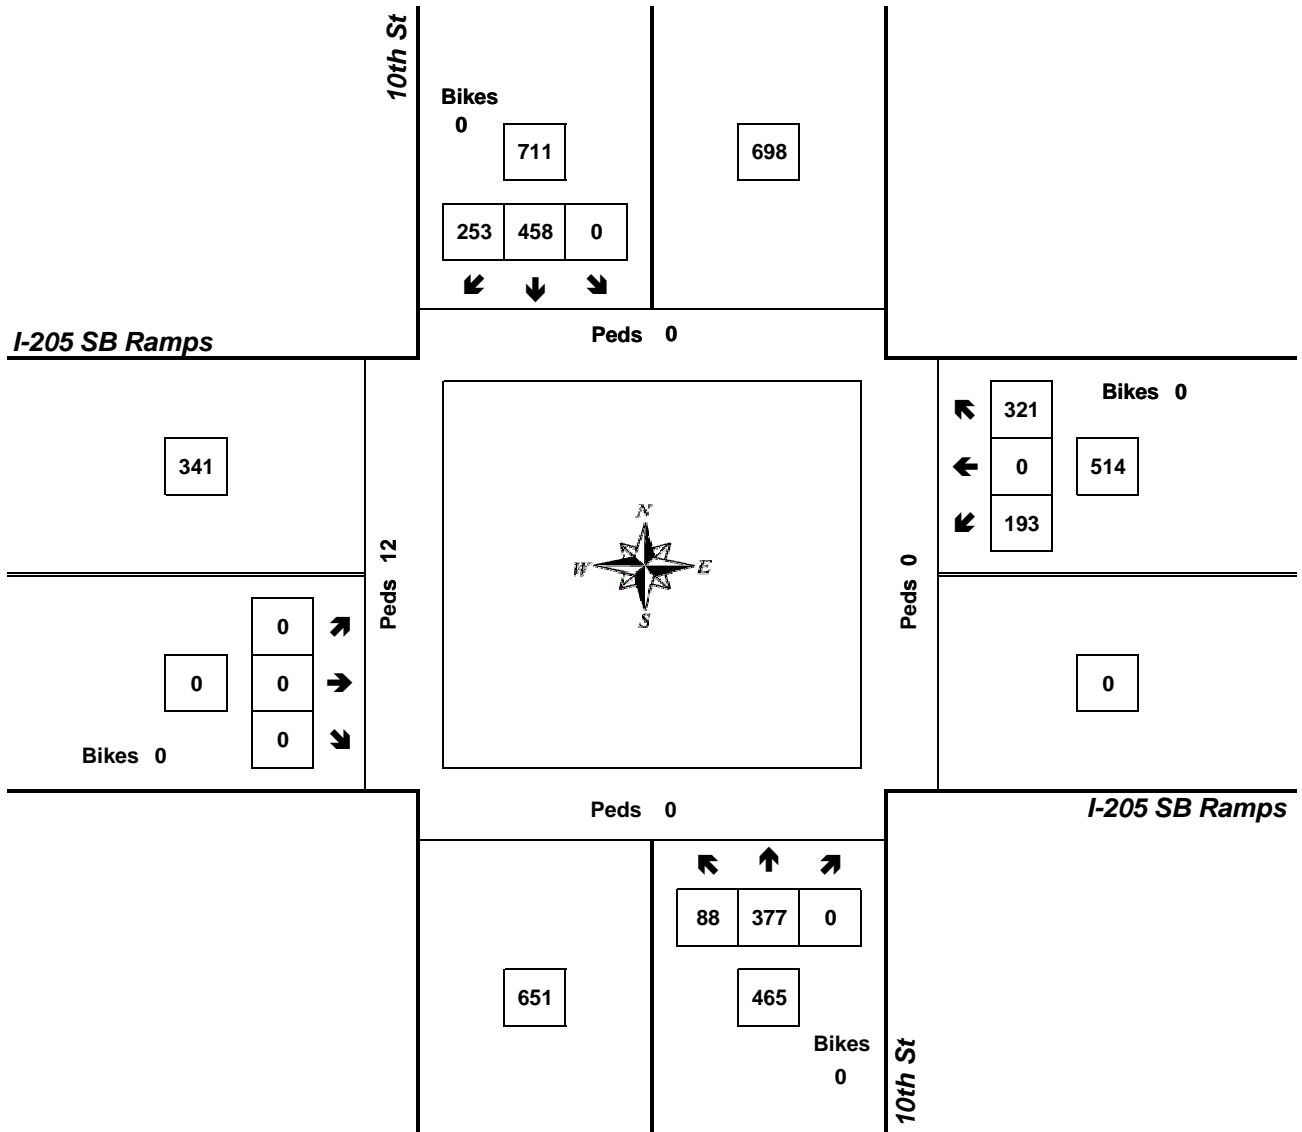 10th St
Bikes
0
711
698
253 458 0
Peds 0
I-205 SB Ramps
321
Bikes 0
341
0
514
193
N
W E
S
Peds 12
Peds 0
0
0
0
0
0
Bikes 0
Peds 0
I-205 SB Ramps
88 377 0
651
465
Bikes
0
10th St